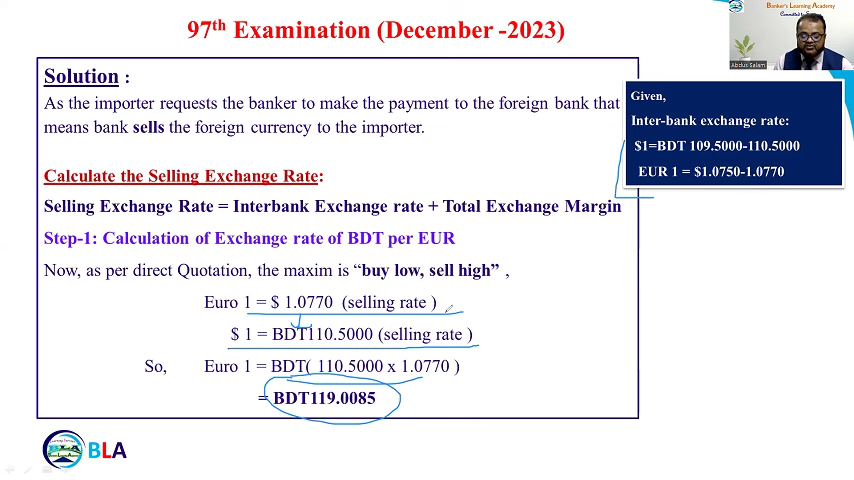 97th Examination (December -2023)
Banker's Learning Academy
Abdus Salam
Solution :
As the importer requests the banker to make the payment to the foreign bank that
means bank sells the foreign currency to the importer.
Calculate the Selling Exchange Rate:
Selling Exchange Rate = Interbank Exchange rate + Total Exchange Margin
Step-1: Calculation of Exchange rate of BDT per EUR
Now, as per direct Quotation, the maxim is “buy low, sell high” ,
Euro 1 = $ 1.0770 (selling rate )
$ 1 = BDT110.5000 (selling rate )
So, Euro 1 = BDT( 110.5000 x 1.0770 )
= BDT119.0085
Given,
Inter-bank exchange rate:
$1=BDT 109.5000-110.5000
EUR 1 = $1.0750-1.0770
BLA
BLA